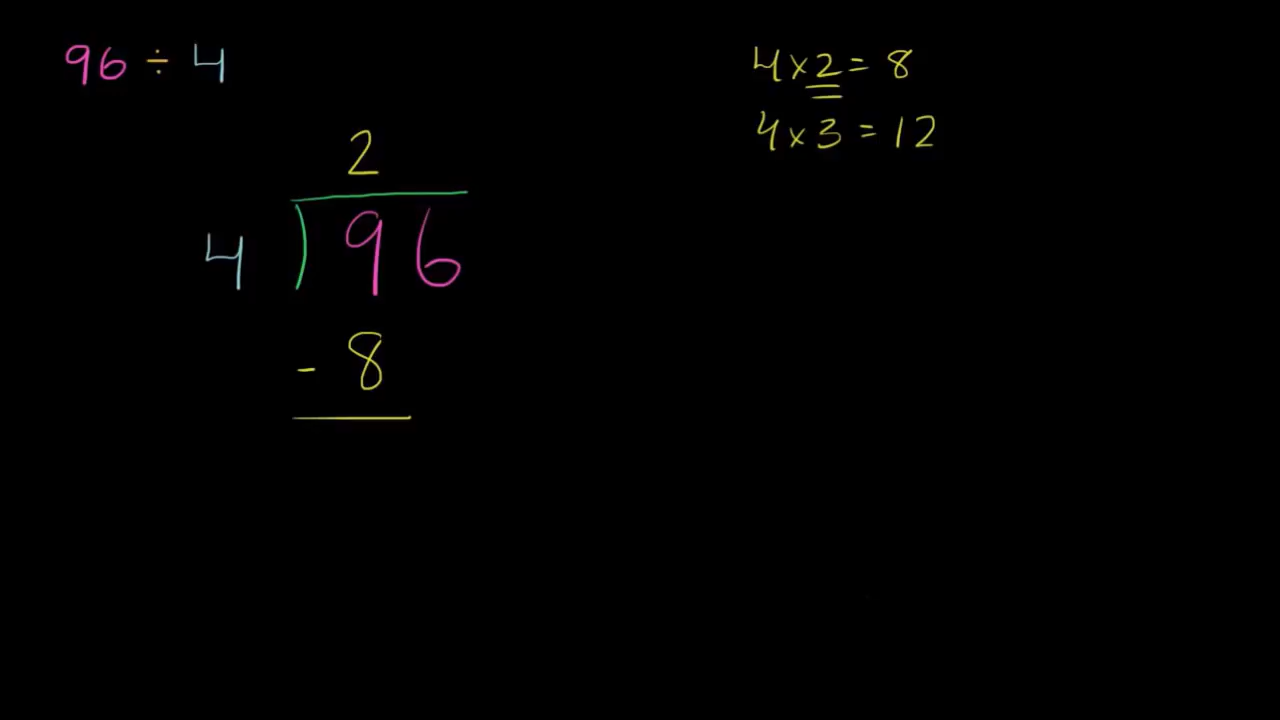 96 ÷ 4
4 × 2 = 8
4 × 3 = 12
2
4 ) 96
- 8